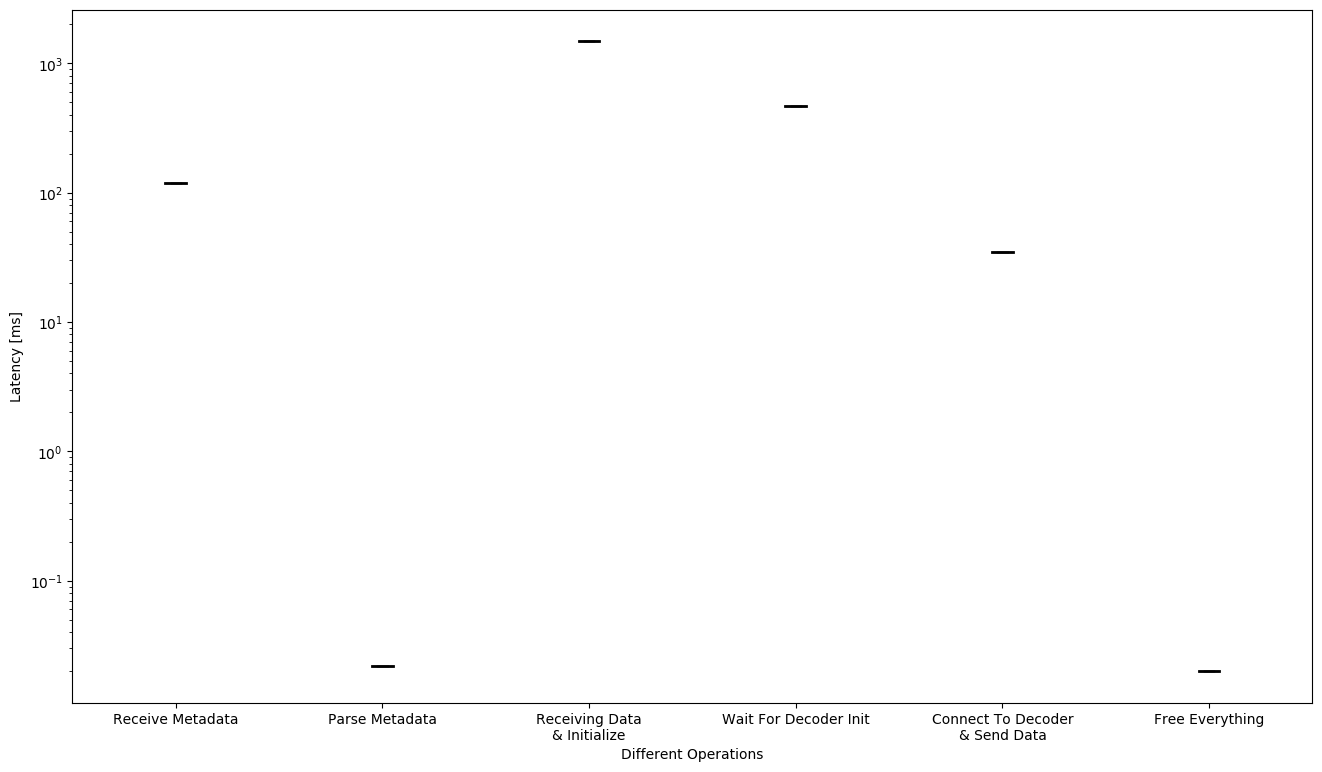 10³
10²
10¹
10⁰
10⁻¹
Latency [ms]
Receive Metadata
Parse Metadata
Receiving Data
& Initialize
Wait For Decoder Init
Connect To Decoder
& Send Data
Free Everything
Different Operations